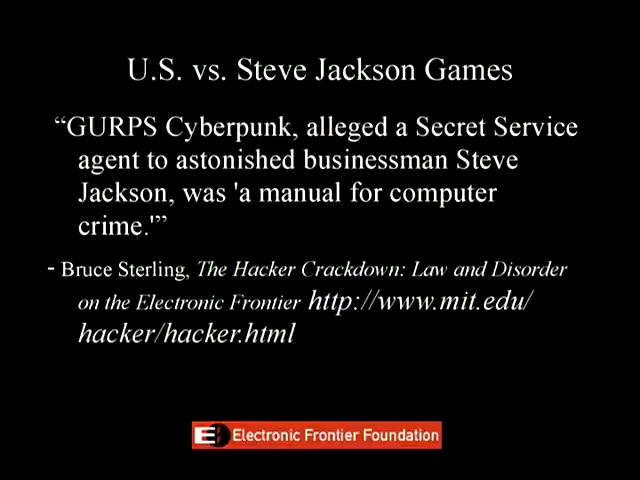 U.S. vs. Steve Jackson Games
“GURPS Cyberpunk, alleged a Secret Service
agent to astonished businessman Steve
Jackson, was 'a manual for computer
crime.'”
- Bruce Sterling, The Hacker Crackdown: Law and Disorder
on the Electronic Frontier http://www.mit.edu/
hacker/hacker.html
EFF Electronic Frontier Foundation